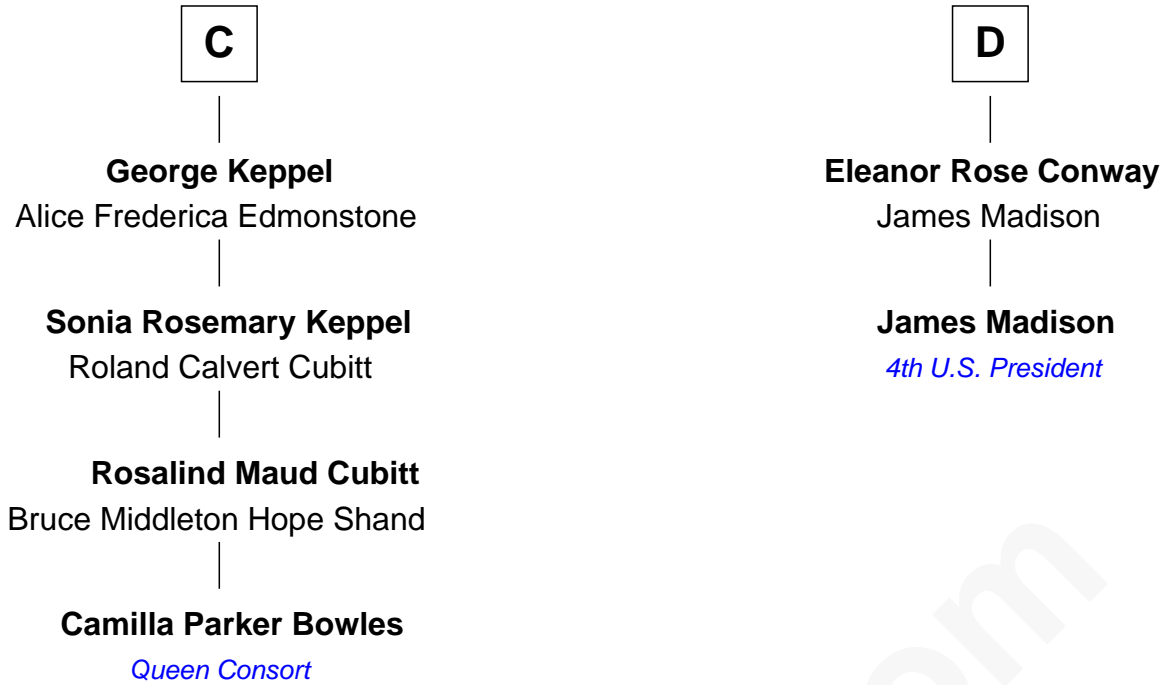 C
George Keppel
Alice Frederica Edmonstone
Sonia Rosemary Keppel
Roland Calvert Cubitt
Rosalind Maud Cubitt
Bruce Middleton Hope Shand
Camilla Parker Bowles
Queen Consort
D
Eleanor Rose Conway
James Madison
James Madison
4th U.S. President
om